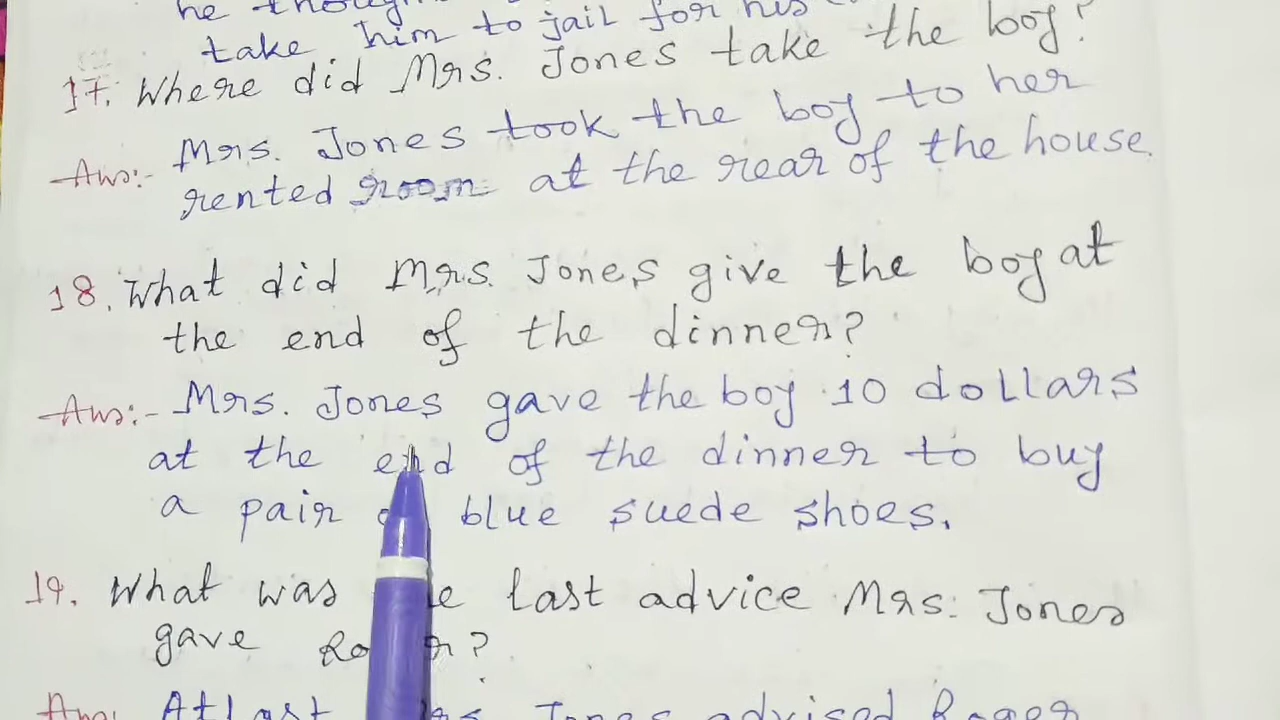 he
take him to jail for his
17. Where did Mrs. Jones take the boy?
Ans:- Mrs. Jones took the boy to her
rented room at the rear of the house.
18. What did Mrs. Jones give the boy at
the end of the dinner?
Ans:- Mrs. Jones gave the boy 10 dollars
at the end of the dinner to buy
a pair blue suede shoes.
19. What was last advice Mrs. Jones
gave ?
Ans: At last Jones advised Roger